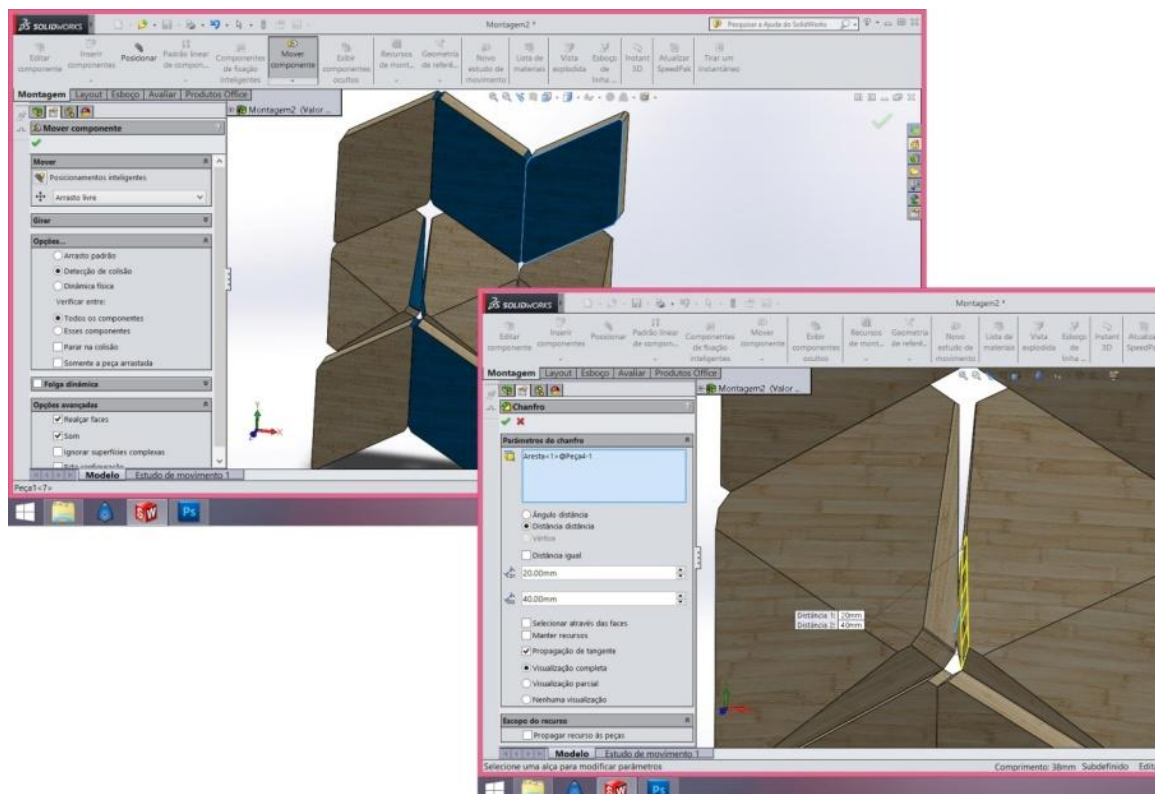 SOLIDWORKS
Montagem2 *
Pesquisar a Ajuda do SolidWorks
Editar componente
Inserir componentes
Posicionar
Padrão linear de compon...
Componentes de fixação inteligentes
Mover componente
Exibir componentes ocultos
Recursos de mont...
Geometria de referê...
Novo estudo de movimento
Lista de materiais
Vista explodida
Esboço de linha ...
Instant 3D
Atualizar SpeedPak
Tirar um instantâneo
Montagem Layout Esboço Avaliar Produtos Office
Montagem2 (Valor ...
Mover componente
Mover
Posicionamentos inteligentes
Arrasto livre
Girar
Opções...
Arrasto padrão
Detecção de colisão
Dinâmica física
Verificar entre:
Todos os componentes
Esses componentes
Parar na colisão
Somente a peça arrastada
Folga dinâmica
Opções avançadas
Realçar faces
Som
Ignorar superfícies complexas
Esta configuração
Modelo Estudo de movimento 1
Peça1<7>
SW Ps
SOLIDWORKS
Montagem2 *
Editar componente
Inserir componentes
Posicionar
Padrão linear de compon...
Componentes de fixação inteligentes
Mover componente
Exibir componentes ocultos
Recursos de mont...
Geometria de referê...
Novo estudo de movimento
Lista de materiais
Vista explodida
Esboço de linha ...
Instant 3D
Atualiza SpeedP
Montagem Layout Esboço Avaliar Produtos Office
Montagem2 (Valor ...
Chanfro
Parâmetros do chanfro
Aresta<1>@Peça4-1
Ângulo distância
Distância distância
Vértice
Distância igual
20.00mm
40.00mm
Selecionar através das faces
Manter recursos
Propagação de tangente
Visualização completa
Visualização parcial
Nenhuma visualização
Escopo do recurso
Propagar recurso às peças
Distância 1: 20mm
Distância 2: 40mm
Modelo Estudo de movimento 1
Selecione uma alça para modificar parâmetros
Comprimento: 38mm Subdefinido Edita
SW Ps